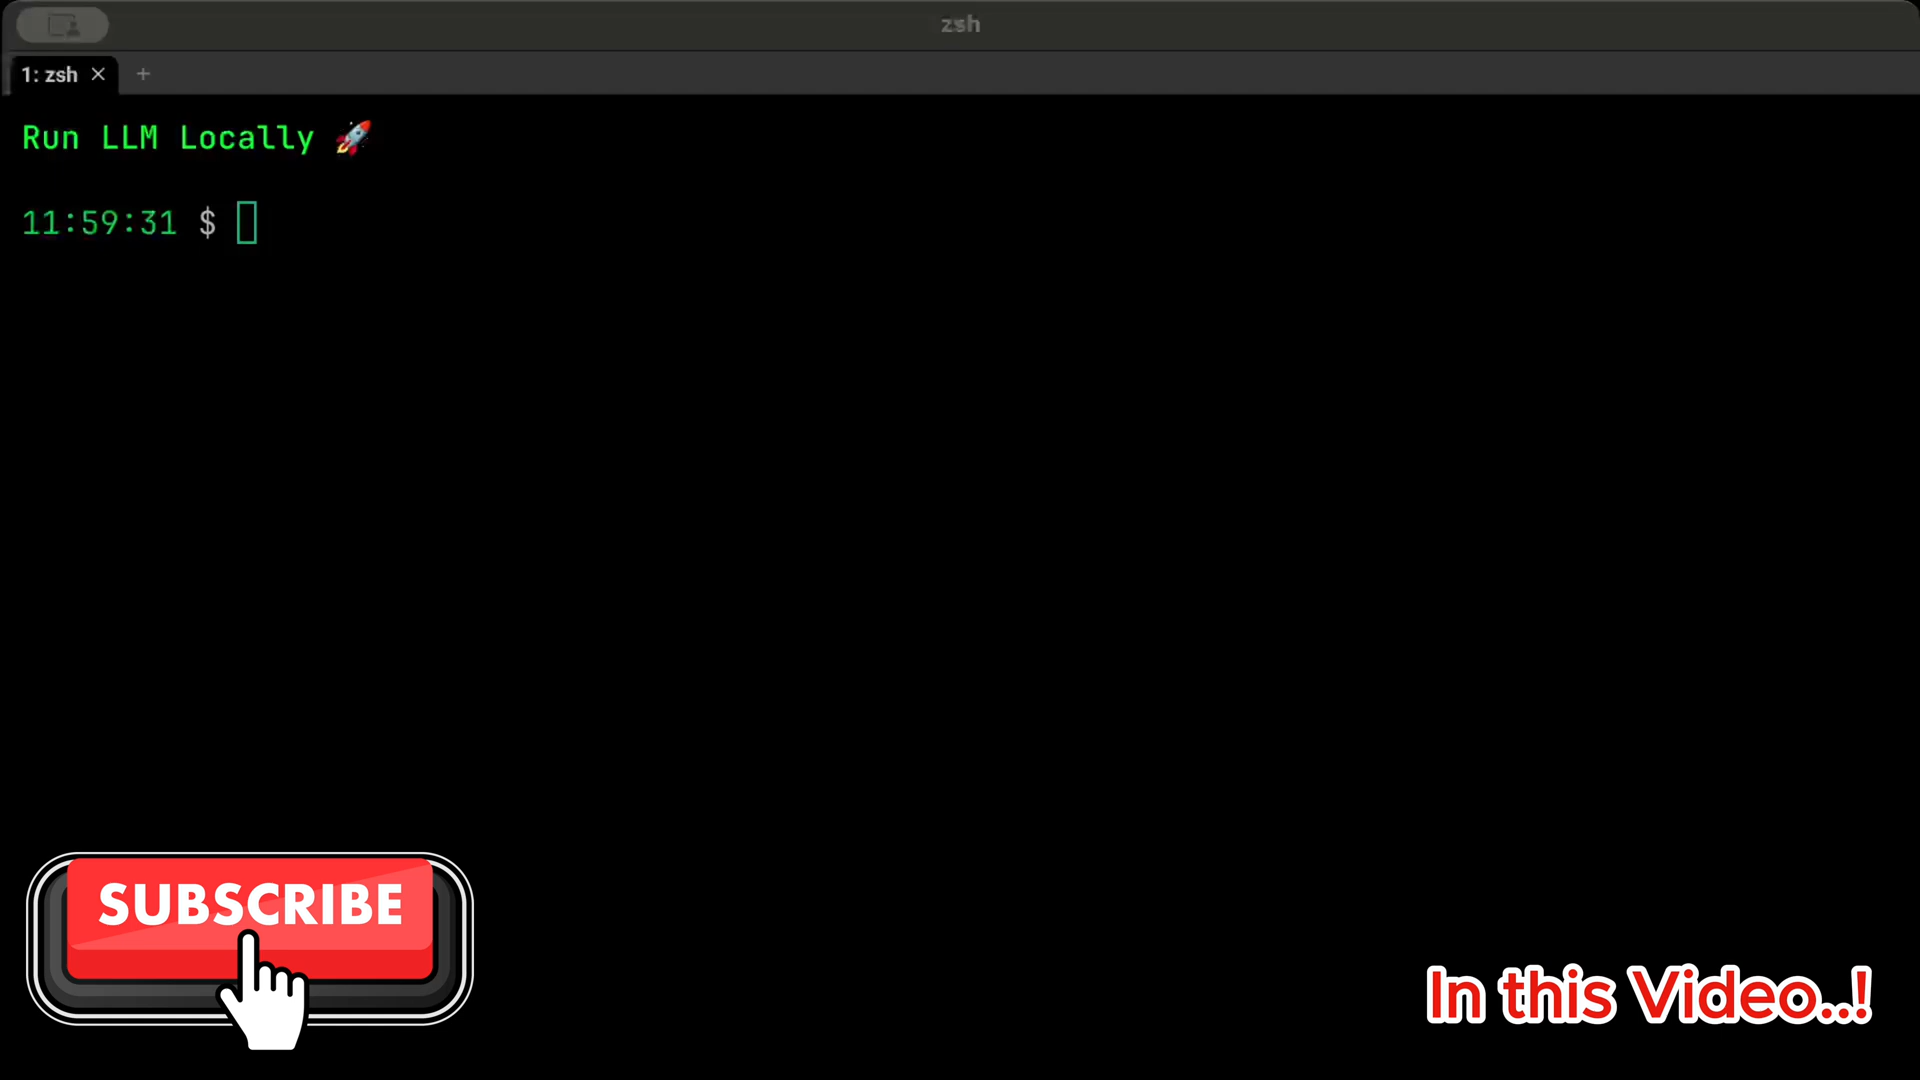 zsh
1: zsh × +
Run LLM Locally 🚀
11:59:31 $
SUBSCRIBE
In this Video..!